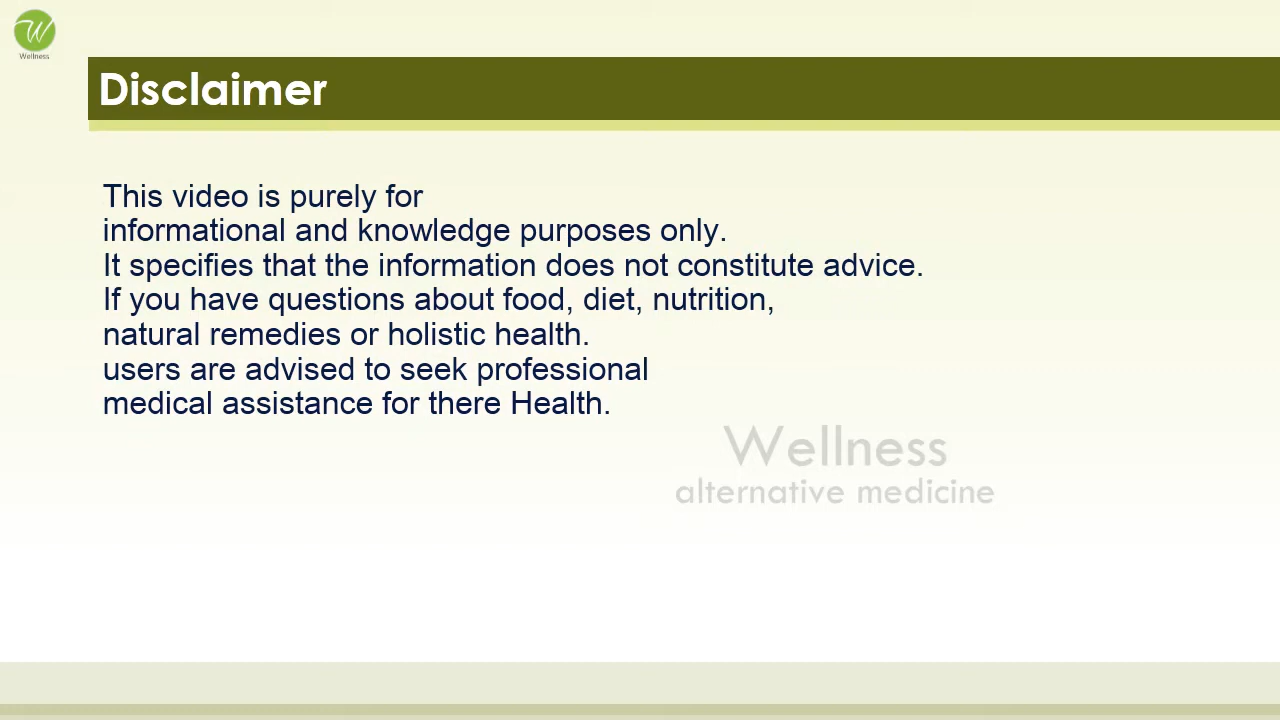 W
Wellness
Disclaimer
This video is purely for
informational and knowledge purposes only.
It specifies that the information does not constitute advice.
If you have questions about food, diet, nutrition,
natural remedies or holistic health.
users are advised to seek professional
medical assistance for there Health.
Wellness
alternative medicine